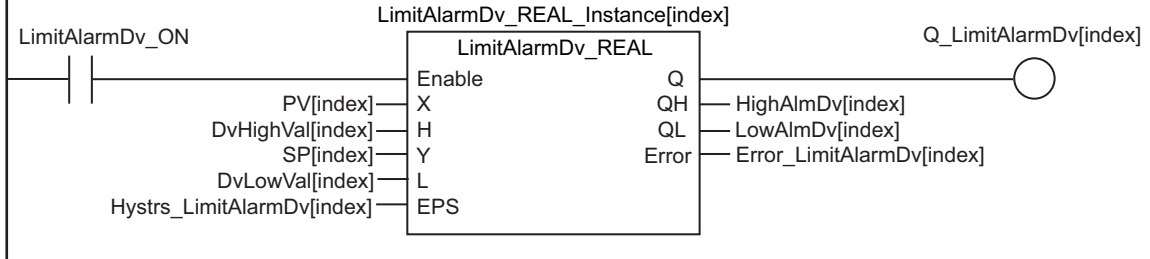 LimitAlarmDv_REAL_Instance[index]
LimitAlarmDv_ON
LimitAlarmDv_REAL
Q_LimitAlarmDv[index]
Enable Q
PV[index] X QH HighAlmDv[index]
DvHighVal[index] H QL LowAlmDv[index]
SP[index] Y Error Error_LimitAlarmDv[index]
DvLowVal[index] L
Hystrs_LimitAlarmDv[index] EPS